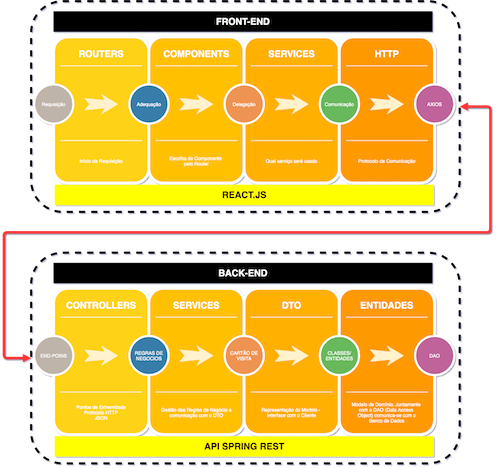 FRONT-END
ROUTERS
COMPONENTS
SERVICES
HTTP
Requisição
Adequação
Delegação
Comunicação
AXIOS
Início da Requisição
Escolha do Componente
pelo Router
Qual serviço será usado
Protocolo de Comunicação
REACT.JS
BACK-END
CONTROLLERS
SERVICES
DTO
ENTIDADES
END-POINS
REGRAS DE
NEGÓCIOS
CARTÃO DE
VISITA
CLASSES/
ENTIDADES
DAO
Pontos de Extremidade
Protocolo HTTP
JSON
Gestão das Regras de Negócio e
comunicação com o DTO
Representação do Modelo -
Interface com o Cliente
Modelo de Domínio. Juntamente
com o DAO (Data Access
Object) comunica-se com o
Banco de Dados
API SPRING REST